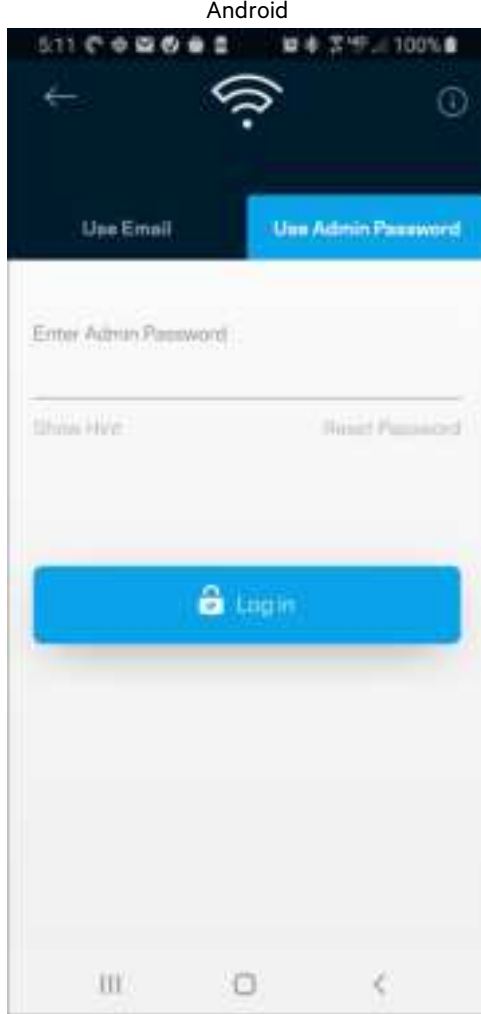 Android
5:11 100%
Use Email Use Admin Password
Enter Admin Password
Show Hint Reset Password
Log in